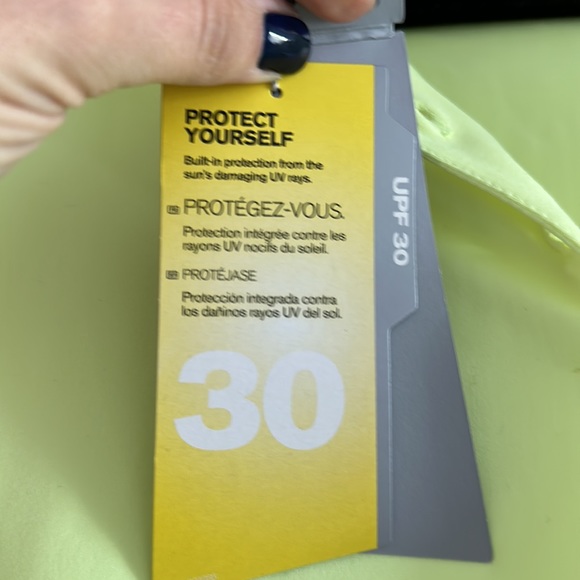 PROTECT
YOURSELF
Built-in protection from the
sun's damaging UV rays.
PROTÉGEZ-VOUS.
Protection intégrée contre les
rayons UV nocifs du soleil.
PROTÉJASE
Protección integrada contra
los dañinos rayos UV del sol.
30
UPF 30